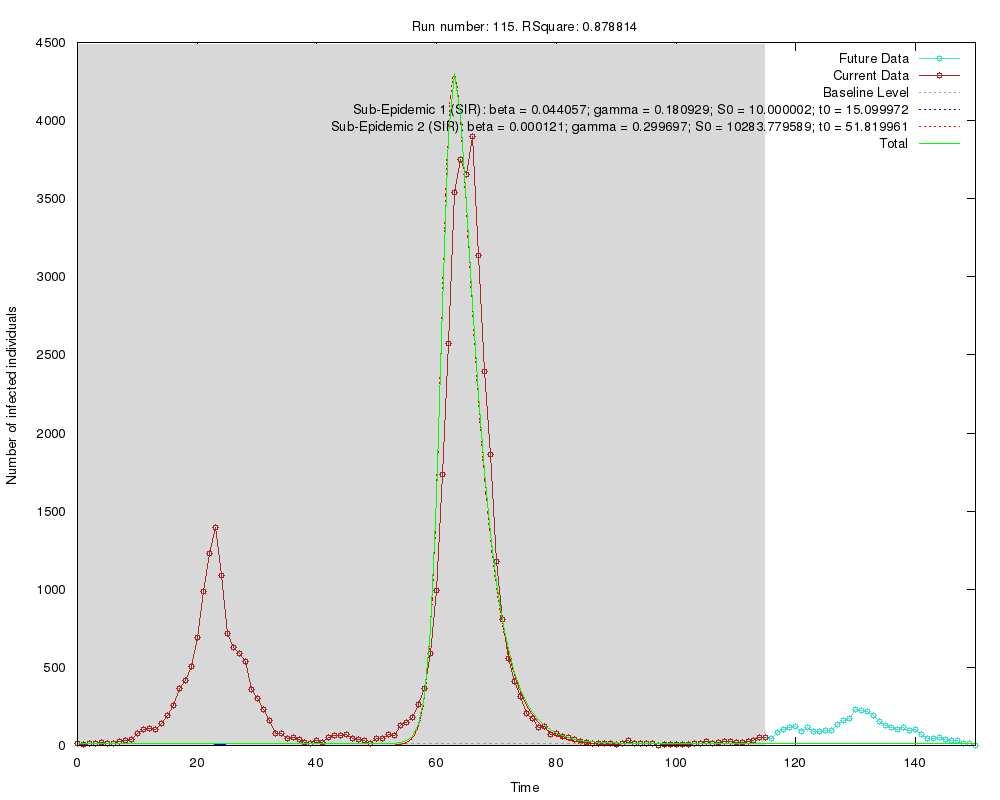 Run number: 115. RSquare: 0.878814
4500
4000
3500
3000
2500
2000
1500
1000
500
0
Number of infected individuals
Future Data
Current Data
Baseline Level
Sub-Epidemic 1 (SIR): beta = 0.044057; gamma = 0.180929; S0 = 10.000002; t0 = 15.099972
Sub-Epidemic 2 (SIR): beta = 0.000121; gamma = 0.299697; S0 = 10283.779589; t0 = 51.819961
Total
0 20 40 60 80 100 120 140
Time